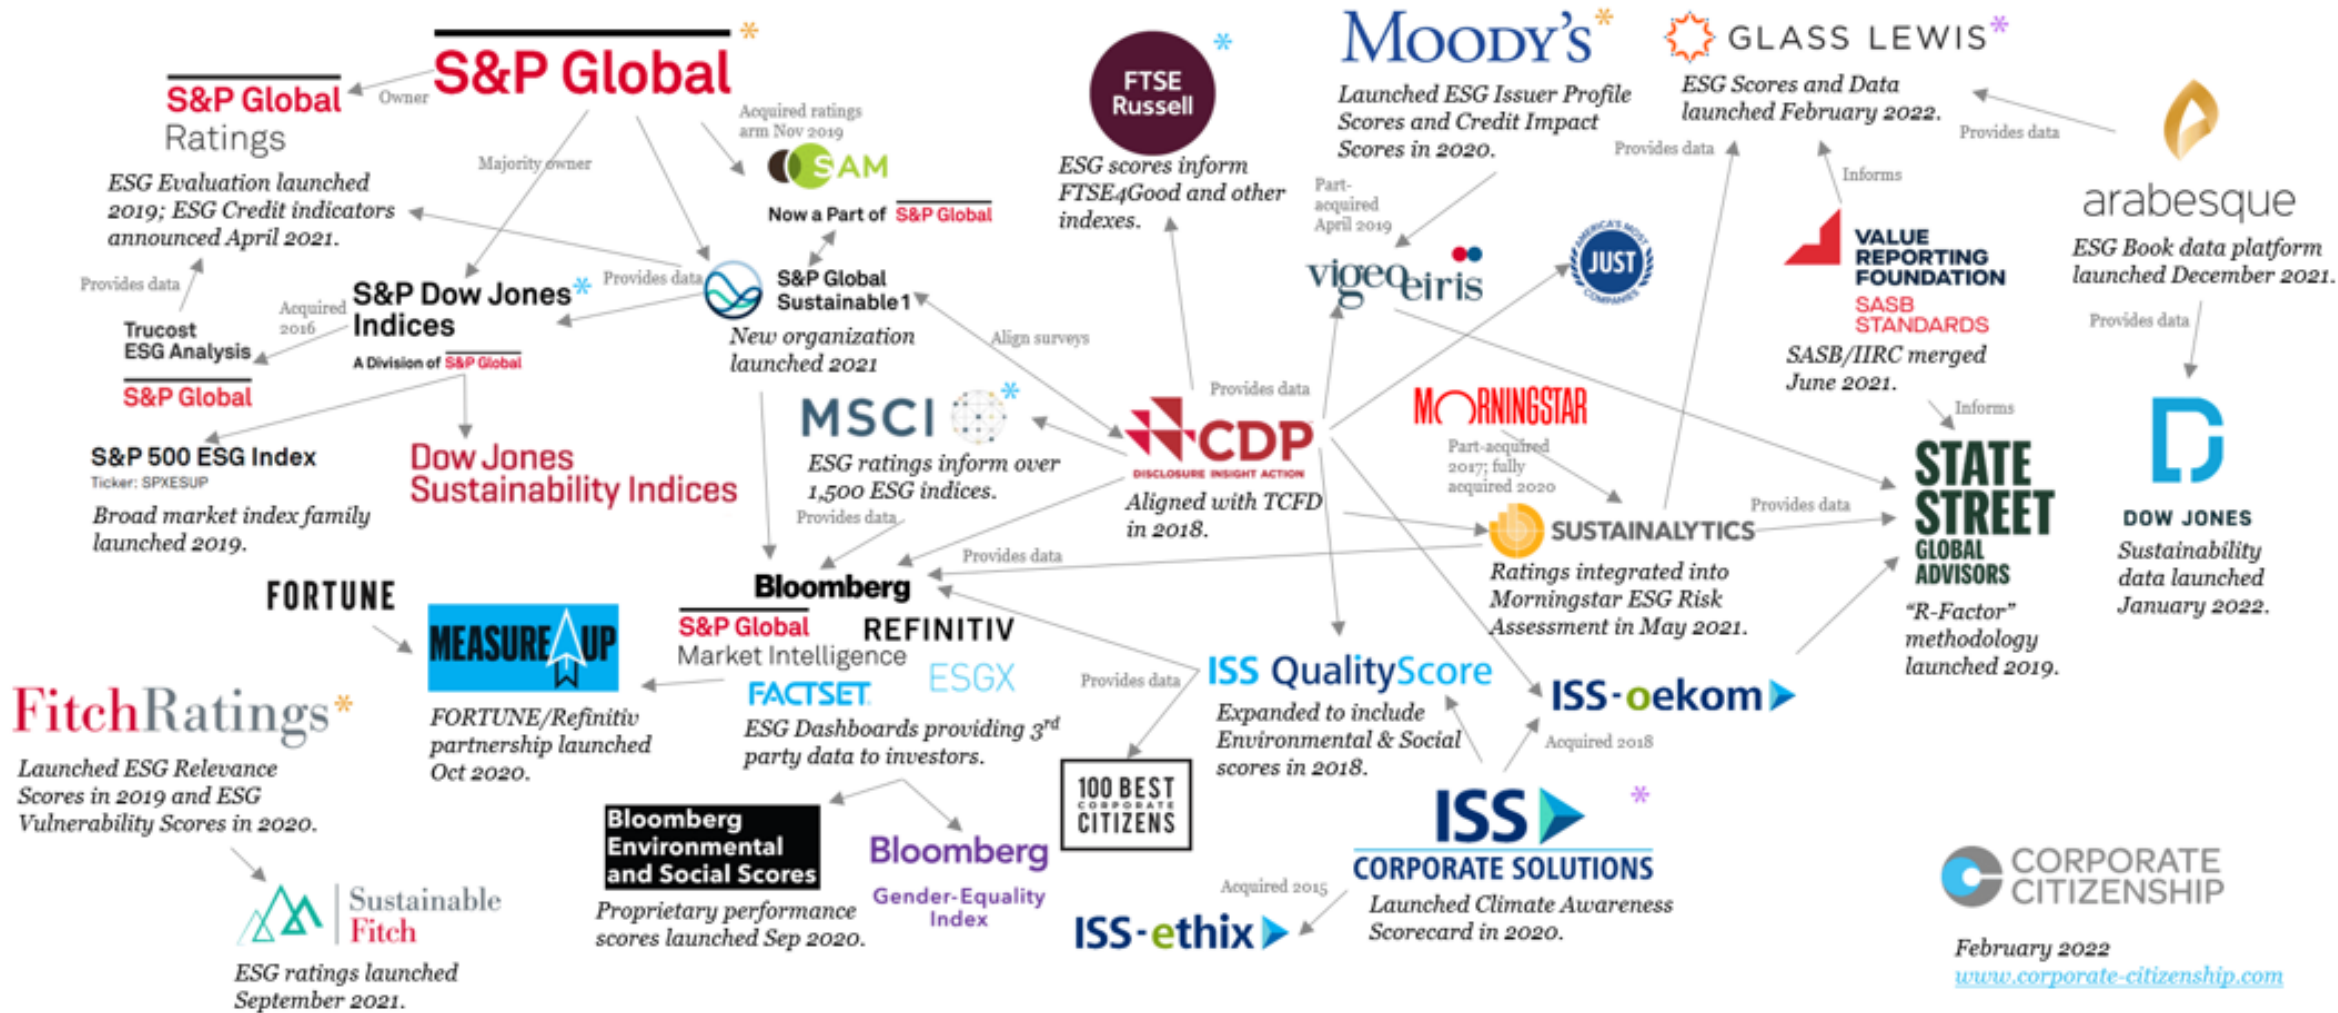 S&P Global *
Owner
S&P Global
Ratings
ESG Evaluation launched
2019; ESG Credit indicators
announced April 2021.
Majority owner
Acquired ratings
arm Nov 2019
SAM
Now a Part of S&P Global
Provides data
Trucost
ESG Analysis
S&P Global
Acquired
2016
S&P Dow Jones *
Indices
A Division of S&P Global
Provides data
S&P Global
Sustainable1
New organization
launched 2021
Align surveys
S&P 500 ESG Index
Ticker: SPXESUP
Broad market index family
launched 2019.
Dow Jones
Sustainability Indices
MSCI *
ESG ratings inform over
1,500 ESG indices.
Provides data
FTSE
Russell
*
ESG scores inform
FTSE4Good and other
indexes.
MOODY'S *
Launched ESG Issuer Profile
Scores and Credit Impact
Scores in 2020.
Part-
acquired
April 2019
vigeoeiris
AMERICA'S MOST
JUST
COMPANIES
GLASS LEWIS *
ESG Scores and Data
launched February 2022.
Provides data
Informs
Provides data
arabesque
ESG Book data platform
launched December 2021.
Provides data
VALUE
REPORTING
FOUNDATION
SASB
STANDARDS
SASB/IIRC merged
June 2021.
Informs
Provides data
CDP
DISCLOSURE INSIGHT ACTION
Aligned with TCFD
in 2018.
MORNINGSTAR
Part-acquired
2017; fully
acquired 2020
SUSTAINALYTICS
Ratings integrated into
Morningstar ESG Risk
Assessment in May 2021.
Provides data
STATE
STREET
GLOBAL
ADVISORS
"R-Factor"
methodology
launched 2019.
DOW JONES
Sustainability
data launched
January 2022.
Provides data
Bloomberg
S&P Global
Market Intelligence
REFINITIV
FACTSET
ESGX
ESG Dashboards providing 3rd
party data to investors.
FORTUNE
MEASURE UP
FORTUNE/Refinitiv
partnership launched
Oct 2020.
FitchRatings *
Launched ESG Relevance
Scores in 2019 and ESG
Vulnerability Scores in 2020.
Sustainable
Fitch
ESG ratings launched
September 2021.
Bloomberg
Environmental
and Social Scores
Proprietary performance
scores launched Sep 2020.
Bloomberg
Gender-Equality
Index
Provides data
100 BEST
CORPORATE
CITIZENS
ISS QualityScore
Expanded to include
Environmental & Social
scores in 2018.
ISS-oekom
Acquired 2018
ISS *
CORPORATE SOLUTIONS
Launched Climate Awareness
Scorecard in 2020.
Acquired 2015
ISS-ethix
CORPORATE
CITIZENSHIP
February 2022
www.corporate-citizenship.com